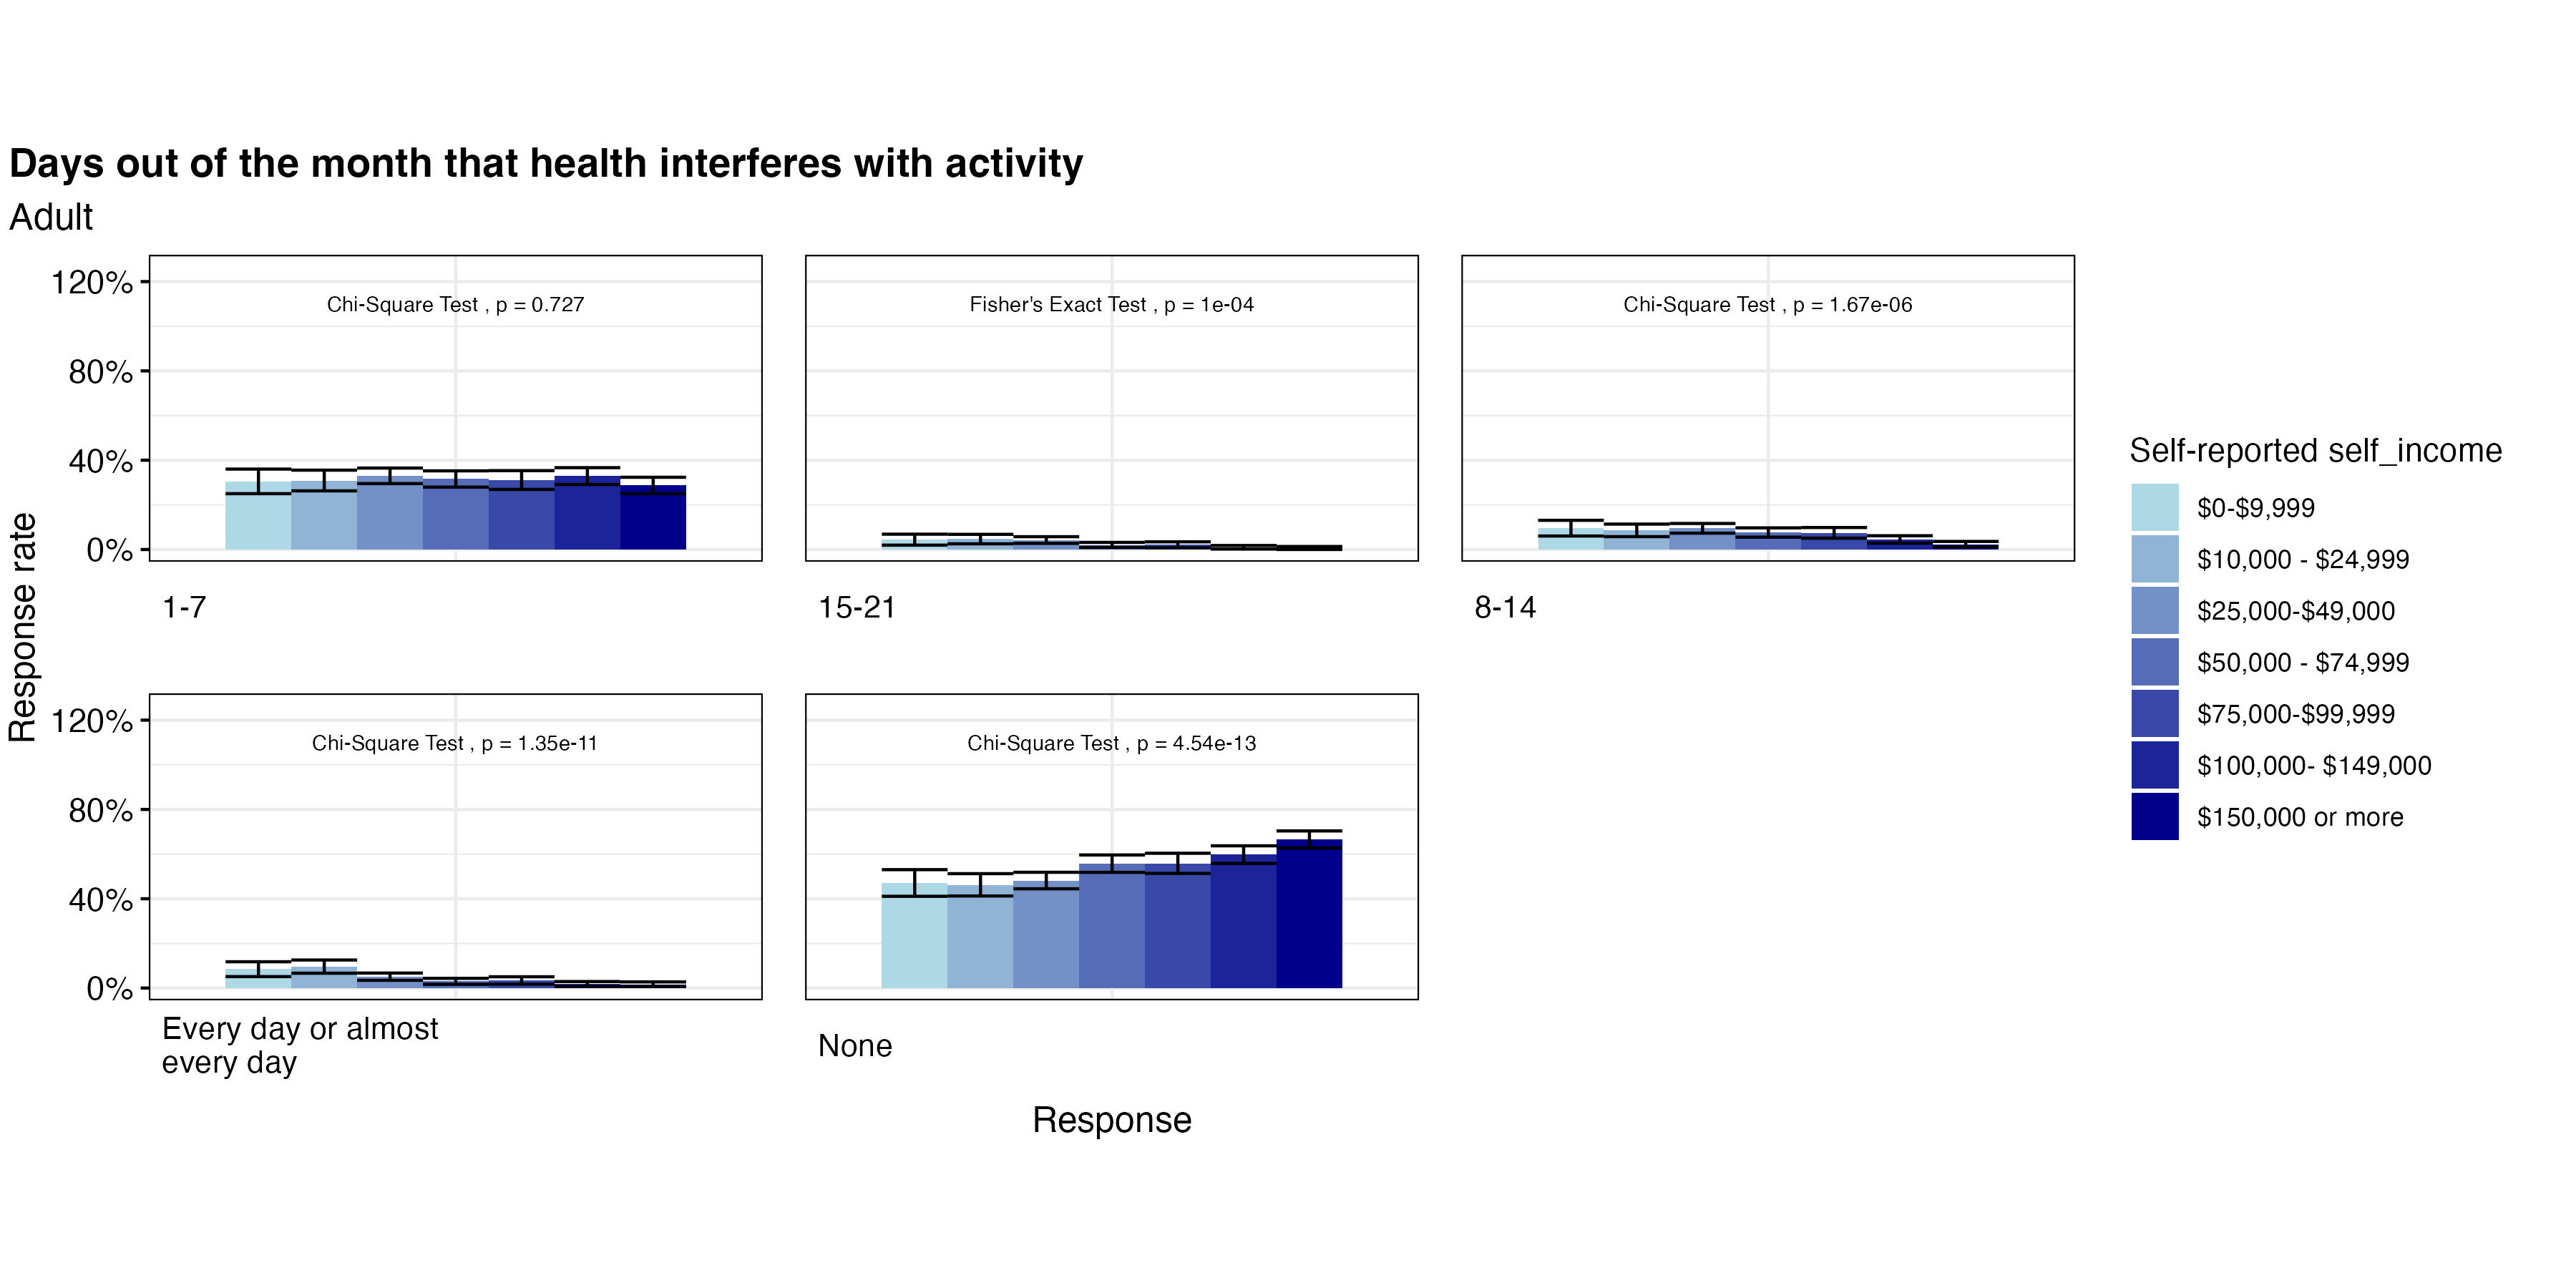 Days out of the month that health interferes with activity
Adult
Response rate
120%
80%
40%
0%
Chi-Square Test , p = 0.727
1-7
Fisher's Exact Test , p = 1e-04
15-21
Chi-Square Test , p = 1.67e-06
8-14
120%
80%
40%
0%
Chi-Square Test , p = 1.35e-11
Every day or almost
every day
Chi-Square Test , p = 4.54e-13
None
Response
Self-reported self_income
$0-$9,999
$10,000 - $24,999
$25,000-$49,000
$50,000 - $74,999
$75,000-$99,999
$100,000- $149,000
$150,000 or more